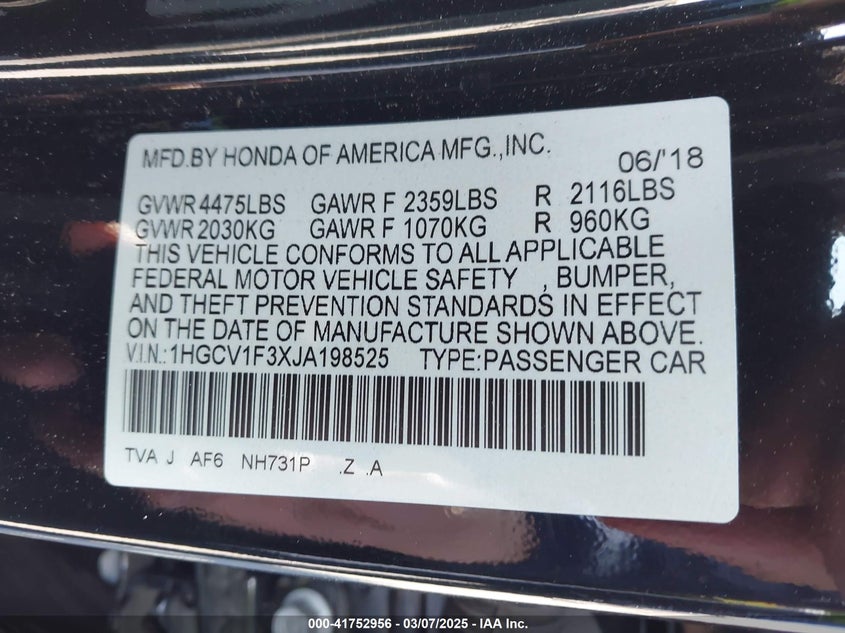 MFD.BY HONDA OF AMERICA MFG.,INC. 06/'18
GVWR 4475LBS GAWR F 2359LBS R 2116LBS
GVWR 2030KG GAWR F 1070KG R 960KG
THIS VEHICLE CONFORMS TO ALL APPLICABLE
FEDERAL MOTOR VEHICLE SAFETY , BUMPER,
AND THEFT PREVENTION STANDARDS IN EFFECT
ON THE DATE OF MANUFACTURE SHOWN ABOVE.
V.I.N.:1HGCV1F3XJA198525 TYPE:PASSENGER CAR
TVA J AF6 NH731P .Z .A
000-41752956 — 03/07/2025 — IAA Inc.